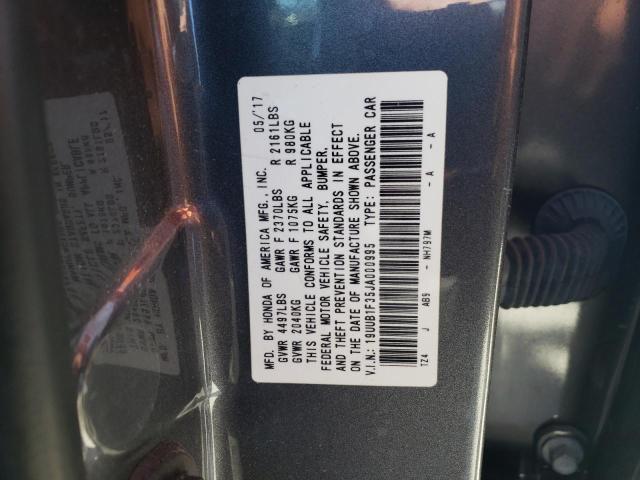 MFD. BY HONDA OF AMERICA MFG., INC. 05/17
GVWR 4497LBS GAWR F 2370LBS R 2161LBS
GVWR 2040KG GAWR F 1075KG R 980KG
THIS VEHICLE CONFORMS TO ALL APPLICABLE
FEDERAL MOTOR VEHICLE SAFETY, BUMPER,
AND THEFT PREVENTION STANDARDS IN EFFECT
ON THE DATE OF MANUFACTURE SHOWN ABOVE.
V.I.N.: 19UUB1F35JA000995 TYPE: PASSENGER CAR
TZ4 J AB9 - NH797M - A - A